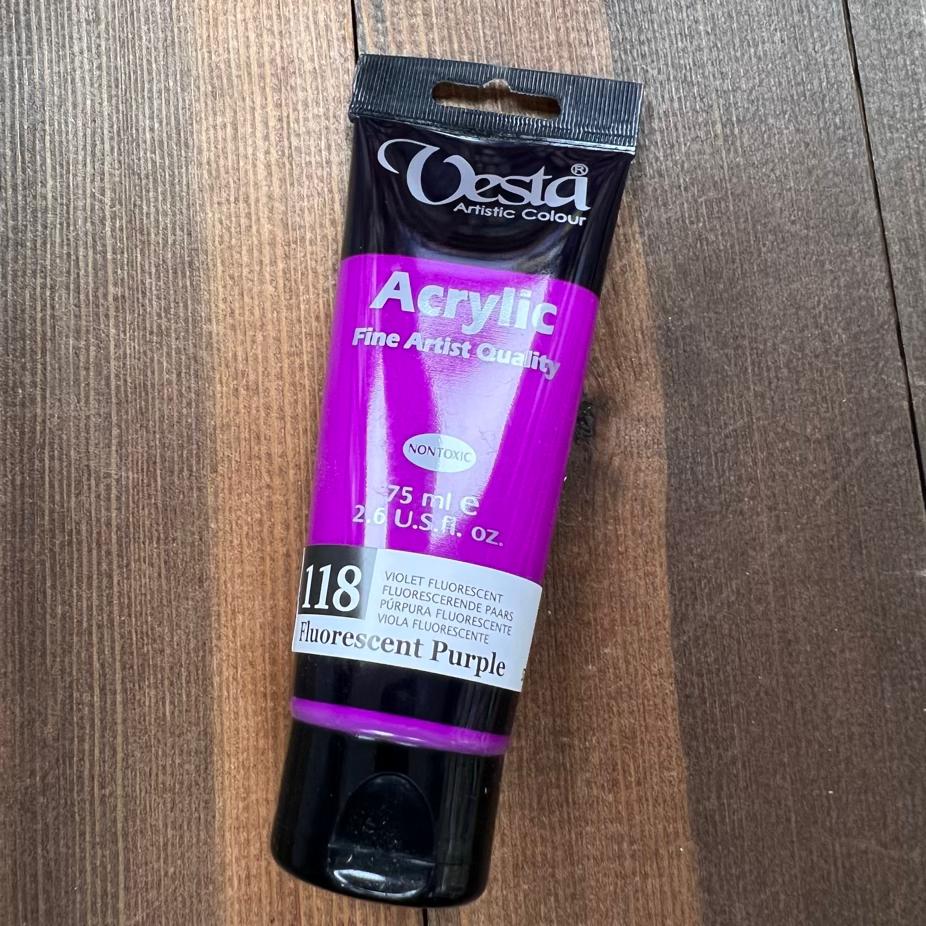 Vesta®
Artistic Colour
Acrylic
Fine Artist Quality
NONTOXIC
75 ml e
2.6 U.S.fl. oz.
118
VIOLET FLUORESCENT
FLUORESCERENDE PAARS
PÚRPURA FLUORESCENTE
VIOLA FLUORESCENTE
Fluorescent Purple